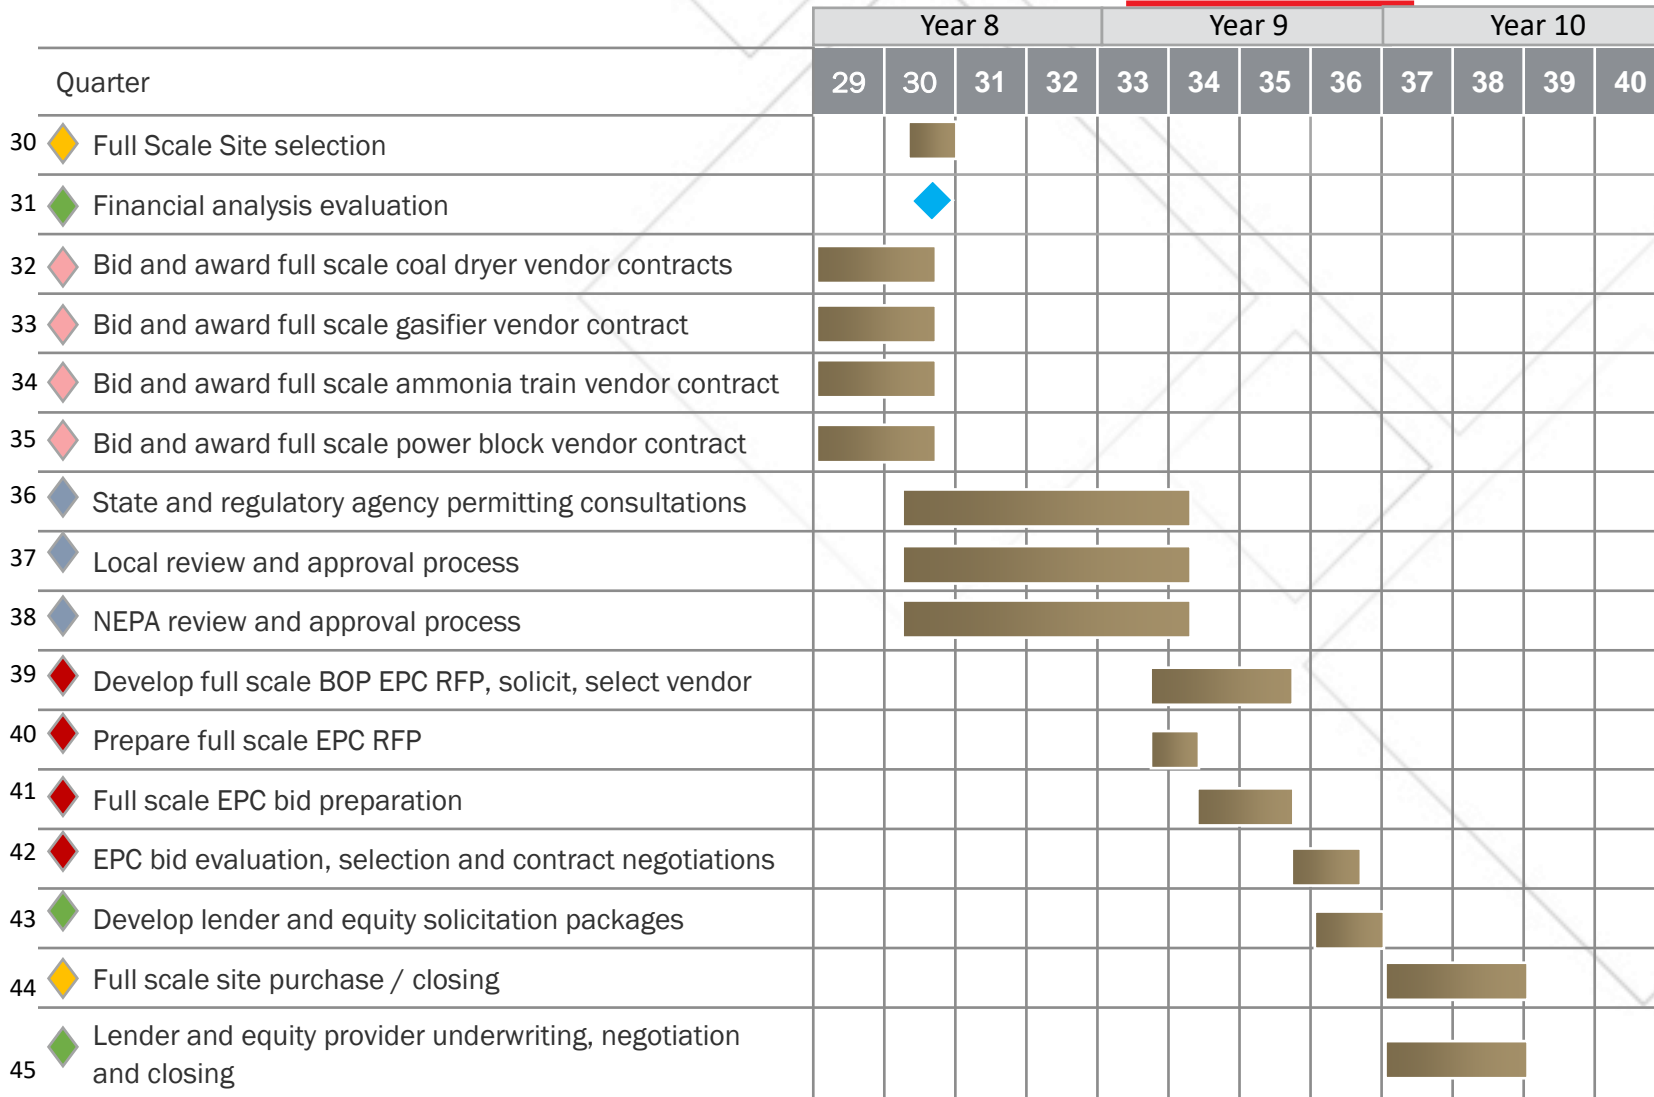 Year 8 Year 9 Year 10
Quarter 29 30 31 32 33 34 35 36 37 38 39 40
30 Full Scale Site selection
31 Financial analysis evaluation
32 Bid and award full scale coal dryer vendor contracts
33 Bid and award full scale gasifier vendor contract
34 Bid and award full scale ammonia train vendor contract
35 Bid and award full scale power block vendor contract
36 State and regulatory agency permitting consultations
37 Local review and approval process
38 NEPA review and approval process
39 Develop full scale BOP EPC RFP, solicit, select vendor
40 Prepare full scale EPC RFP
41 Full scale EPC bid preparation
42 EPC bid evaluation, selection and contract negotiations
43 Develop lender and equity solicitation packages
44 Full scale site purchase / closing
Lender and equity provider underwriting, negotiation
45 and closing